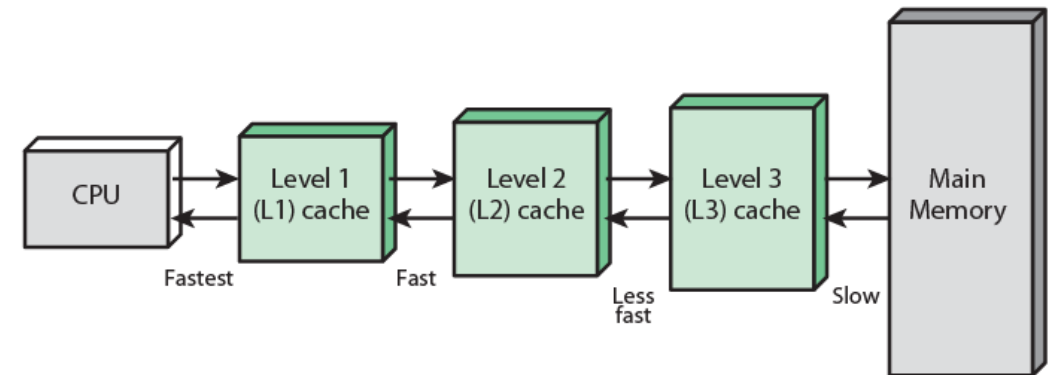 CPU
Level 1
(L1) cache
Level 2
(L2) cache
Level 3
(L3) cache
Main
Memory
Fastest
Fast
Less
fast
Slow